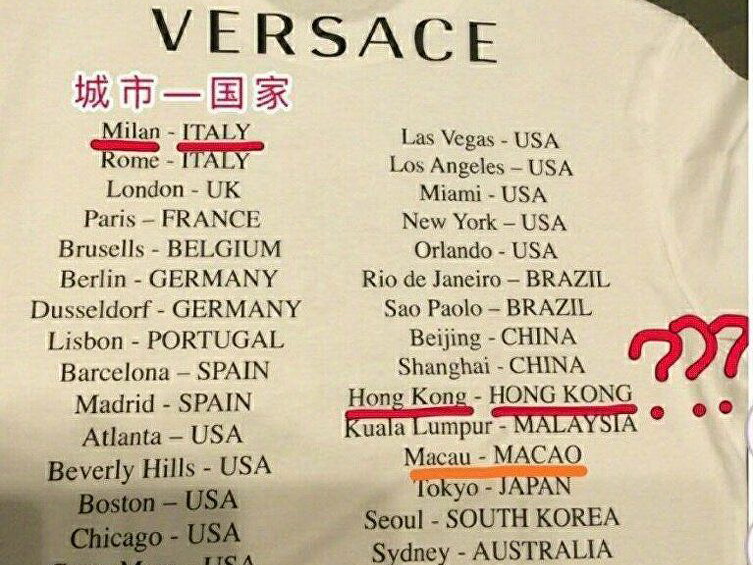 VERSACE
城市—国家
Milan - ITALY
Rome - ITALY
London - UK
Paris – FRANCE
Brusells - BELGIUM
Berlin - GERMANY
Dusseldorf - GERMANY
Lisbon - PORTUGAL
Barcelona – SPAIN
Madrid - SPAIN
Atlanta – USA
Beverly Hills - USA
Boston – USA
Chicago - USA
USA
Las Vegas - USA
Los Angeles – USA
Miami - USA
New York – USA
Orlando - USA
Rio de Janeiro – BRAZIL
Sao Paolo – BRAZIL
Beijing - CHINA
Shanghai - CHINA
Hong Kong - HONG KONG ???
Kuala Lumpur - MALAYSIA
Macau - MACAO
Tokyo - JAPAN
Seoul - SOUTH KOREA
Sydney - AUSTRALIA